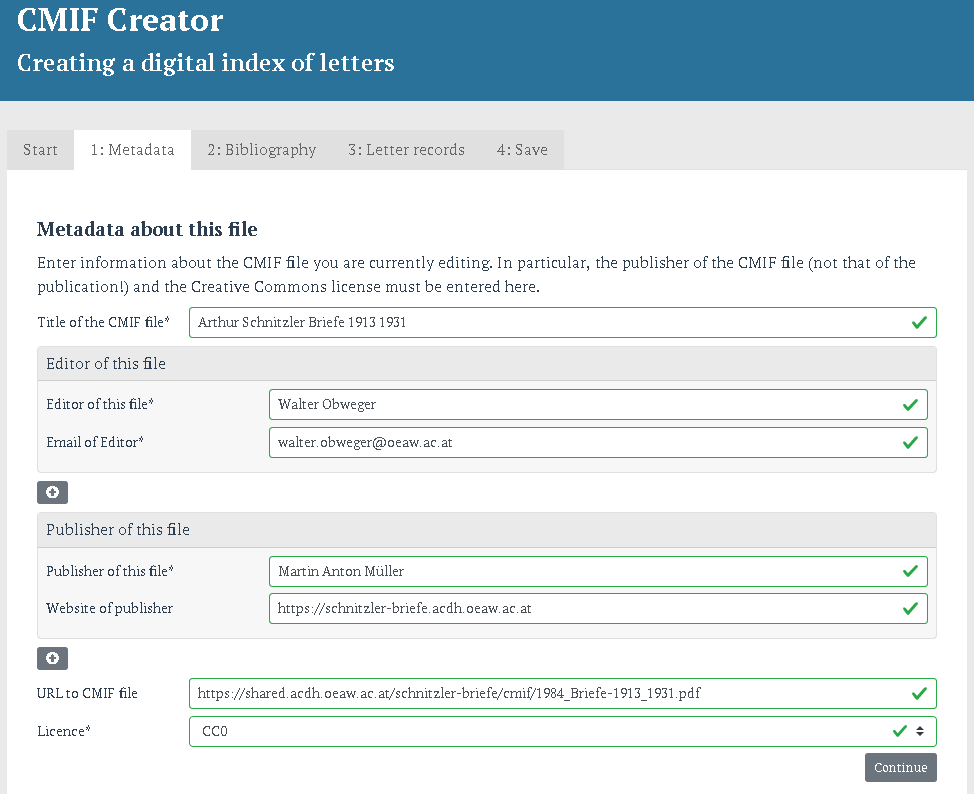 CMIF Creator
Creating a digital index of letters
Start 1: Metadata 2: Bibliography 3: Letter records 4: Save
Metadata about this file
Enter information about the CMIF file you are currently editing. In particular, the publisher of the CMIF file (not that of the
publication!) and the Creative Commons license must be entered here.
Title of the CMIF file* Arthur Schnitzler Briefe 1913 1931
Editor of this file
Editor of this file* Walter Obweger
Email of Editor* walter.obweger@oeaw.ac.at
Publisher of this file
Publisher of this file* Martin Anton Müller
Website of publisher https://schnitzler-briefe.acdh.oeaw.ac.at
URL to CMIF file https://shared.acdh.oeaw.ac.at/schnitzler-briefe/cmif/1984_Briefe-1913_1931.pdf
Licence* CC0
Continue